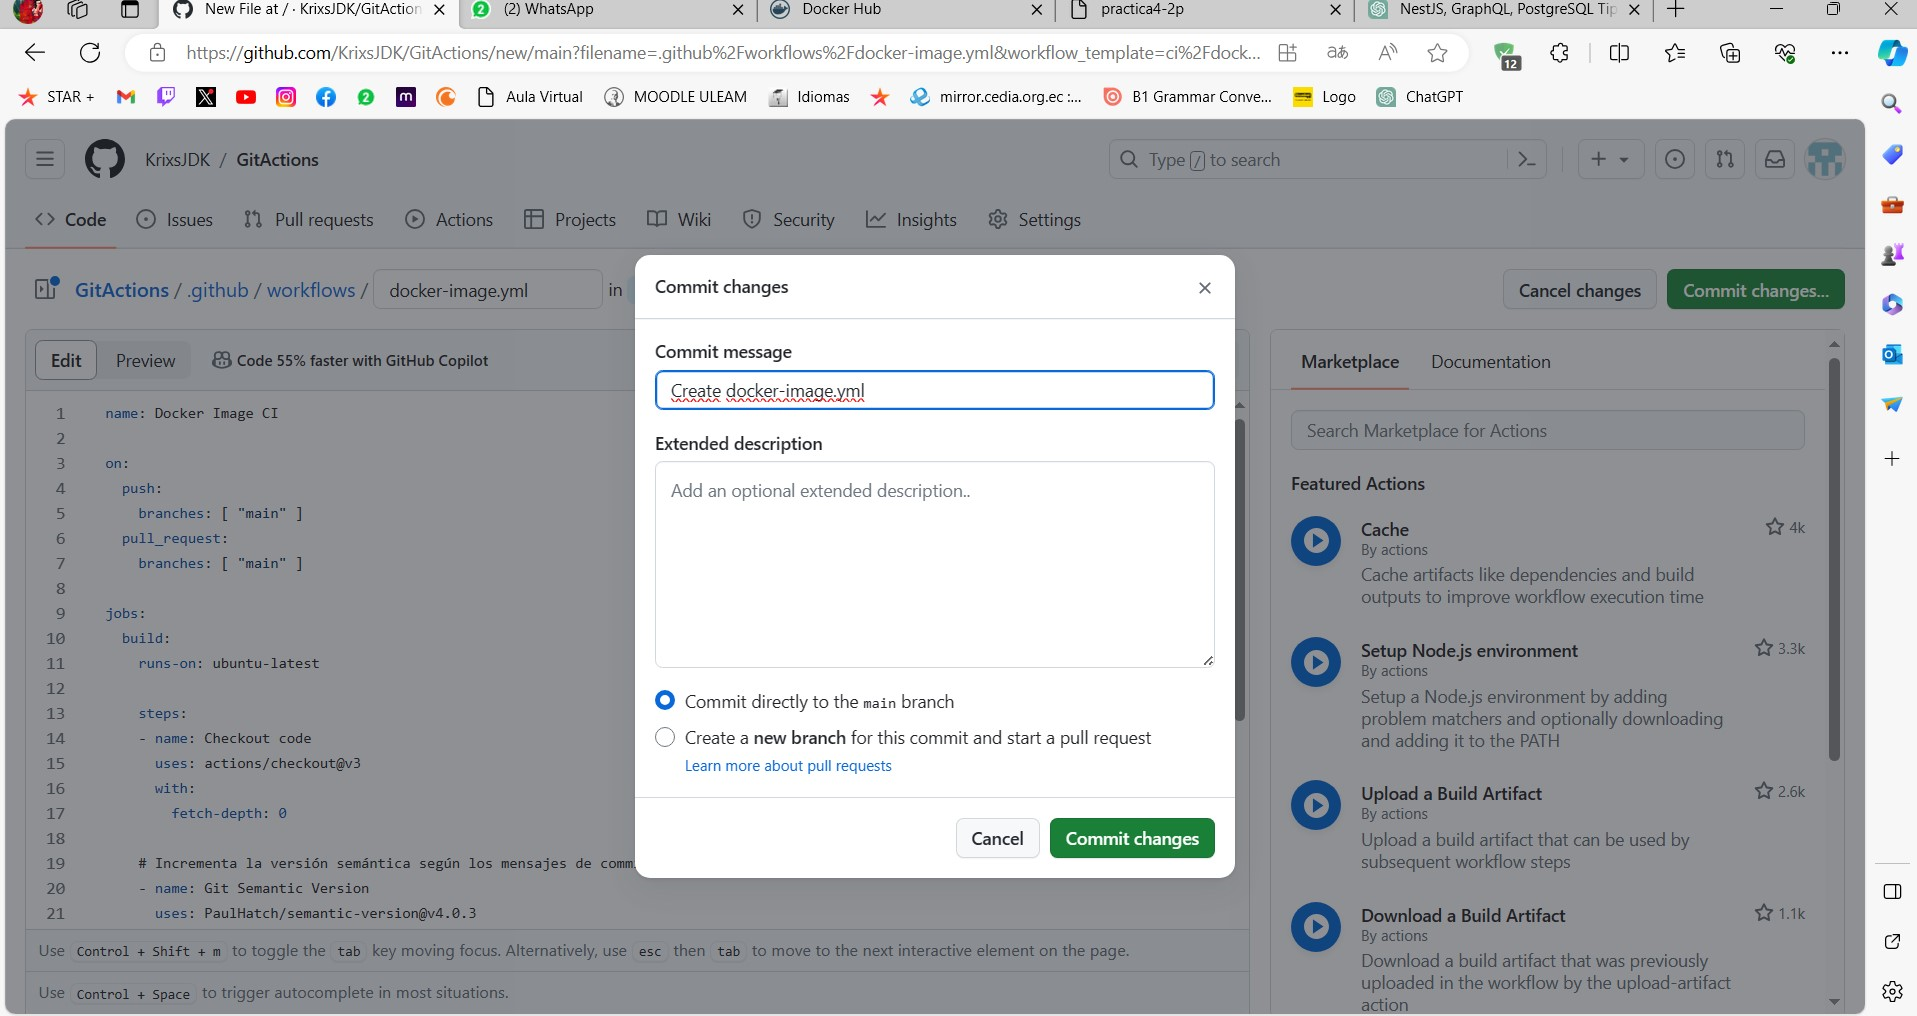 New File at / · KrixsJDK/GitAction
(2) WhatsApp
Docker Hub
practica4-2p
NestJS, GraphQL, PostgreSQL Tip
https://github.com/KrixsJDK/GitActions/new/main?filename=.github%2Fworkflows%2Fdocker-image.yml&workflow_template=ci%2Fdock...
12
STAR +
Aula Virtual
MOODLE ULEAM
Idiomas
mirror.cedia.org.ec :...
B1 Grammar Conve...
Logo
ChatGPT
KrixsJDK / GitActions
Type / to search
Code
Issues
Pull requests
Actions
Projects
Wiki
Security
Insights
Settings
GitActions / .github / workflows / docker-image.yml in
Cancel changes
Commit changes...
Edit
Preview
Code 55% faster with GitHub Copilot
1 name: Docker Image CI
2
3 on:
4 push:
5 branches: [ "main" ]
6 pull_request:
7 branches: [ "main" ]
8
9 jobs:
10 build:
11 runs-on: ubuntu-latest
12
13 steps:
14 - name: Checkout code
15 uses: actions/checkout@v3
16 with:
17 fetch-depth: 0
18
19 # Incrementa la versión semántica según los mensajes de comm
20 - name: Git Semantic Version
21 uses: PaulHatch/semantic-version@v4.0.3
Use Control + Shift + m to toggle the tab key moving focus. Alternatively, use esc then tab to move to the next interactive element on the page.
Use Control + Space to trigger autocomplete in most situations.
Commit changes
Commit message
Create docker-image.yml
Extended description
Add an optional extended description..
Commit directly to the main branch
Create a new branch for this commit and start a pull request
Learn more about pull requests
Cancel
Commit changes
Marketplace
Documentation
Search Marketplace for Actions
Featured Actions
Cache
4k
By actions
Cache artifacts like dependencies and build
outputs to improve workflow execution time
Setup Node.js environment
3.3k
By actions
Setup a Node.js environment by adding
problem matchers and optionally downloading
and adding it to the PATH
Upload a Build Artifact
2.6k
By actions
Upload a build artifact that can be used by
subsequent workflow steps
Download a Build Artifact
1.1k
By actions
Download a build artifact that was previously
uploaded in the workflow by the upload-artifact
action